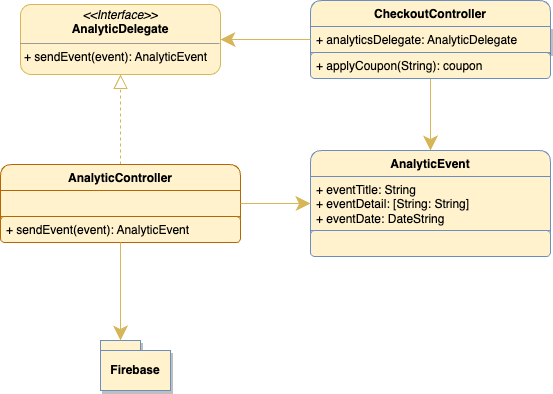 <<Interface>>
AnalyticDelegate
+ sendEvent(event): AnalyticEvent
CheckoutController
+ analyticsDelegate: AnalyticDelegate
+ applyCoupon(String): coupon
AnalyticController
+ sendEvent(event): AnalyticEvent
AnalyticEvent
+ eventTitle: String
+ eventDetail: [String: String]
+ eventDate: DateString
Firebase